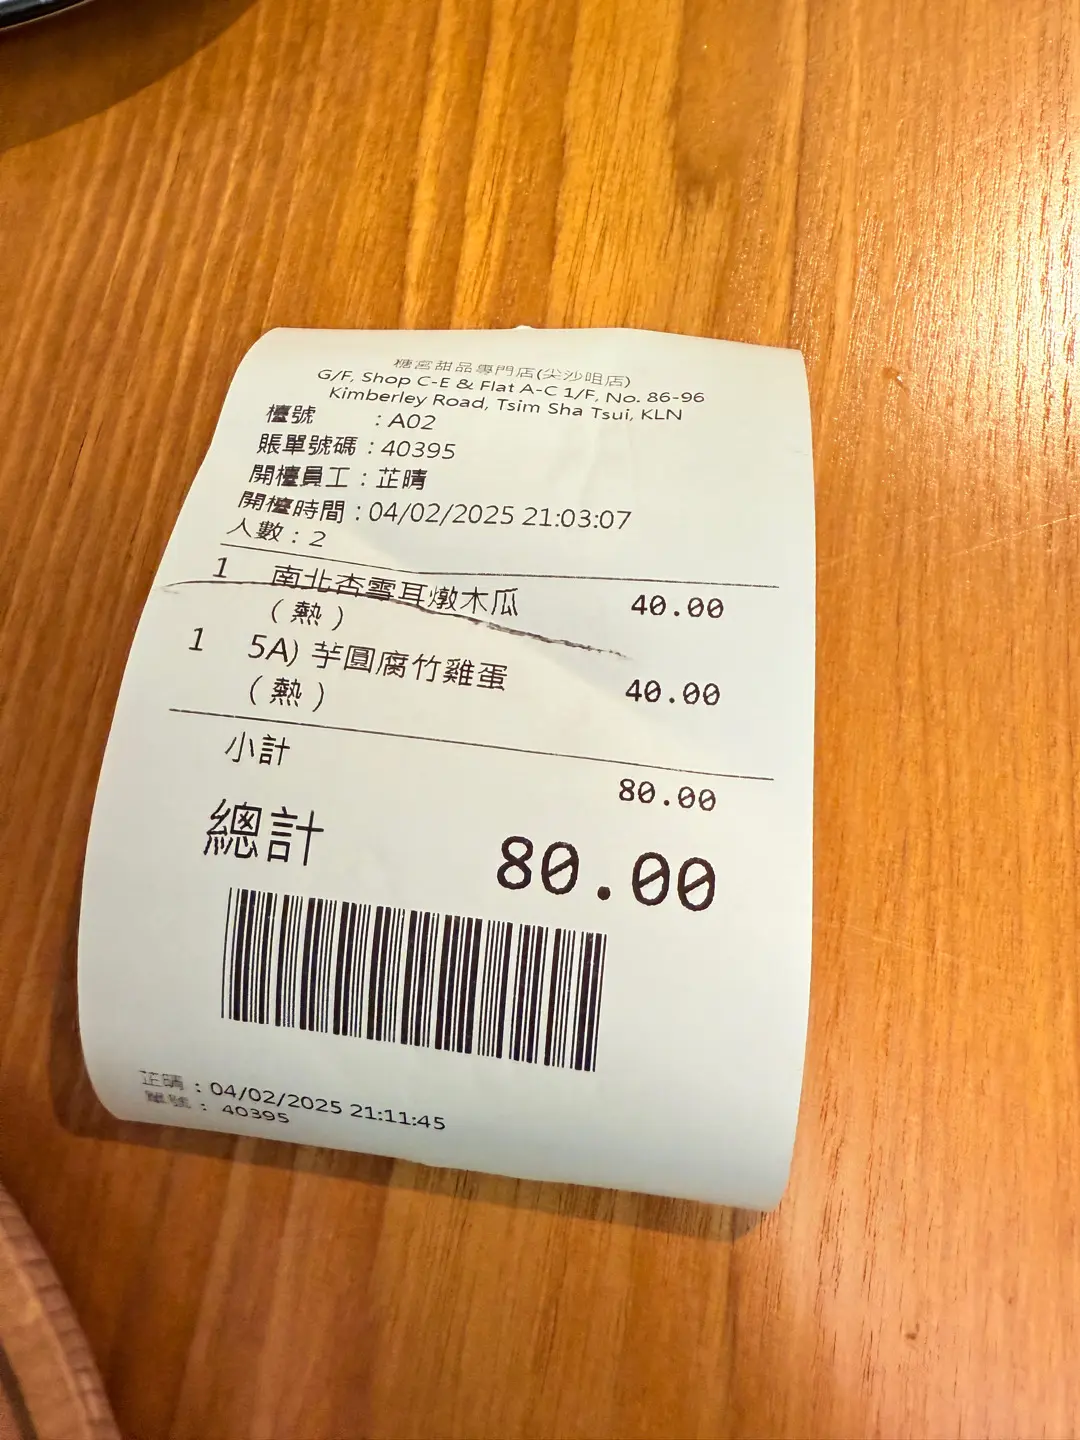 糖宮甜品專門店(尖沙咀店)
G/F, Shop C-E & Flat A-C 1/F, No. 86-96
Kimberley Road, Tsim Sha Tsui, KLN
檯號 : A02
賬單號碼 : 40395
開檯員工 : 芷晴
開檯時間 : 04/02/2025 21:03:07
人數 : 2
1 南北杏雪耳燉木瓜 40.00
(熱)
1 5A) 芋圓腐竹雞蛋 40.00
(熱)
小計 80.00
總計 80.00
芷晴 : 04/02/2025 21:11:45
單號 : 40395